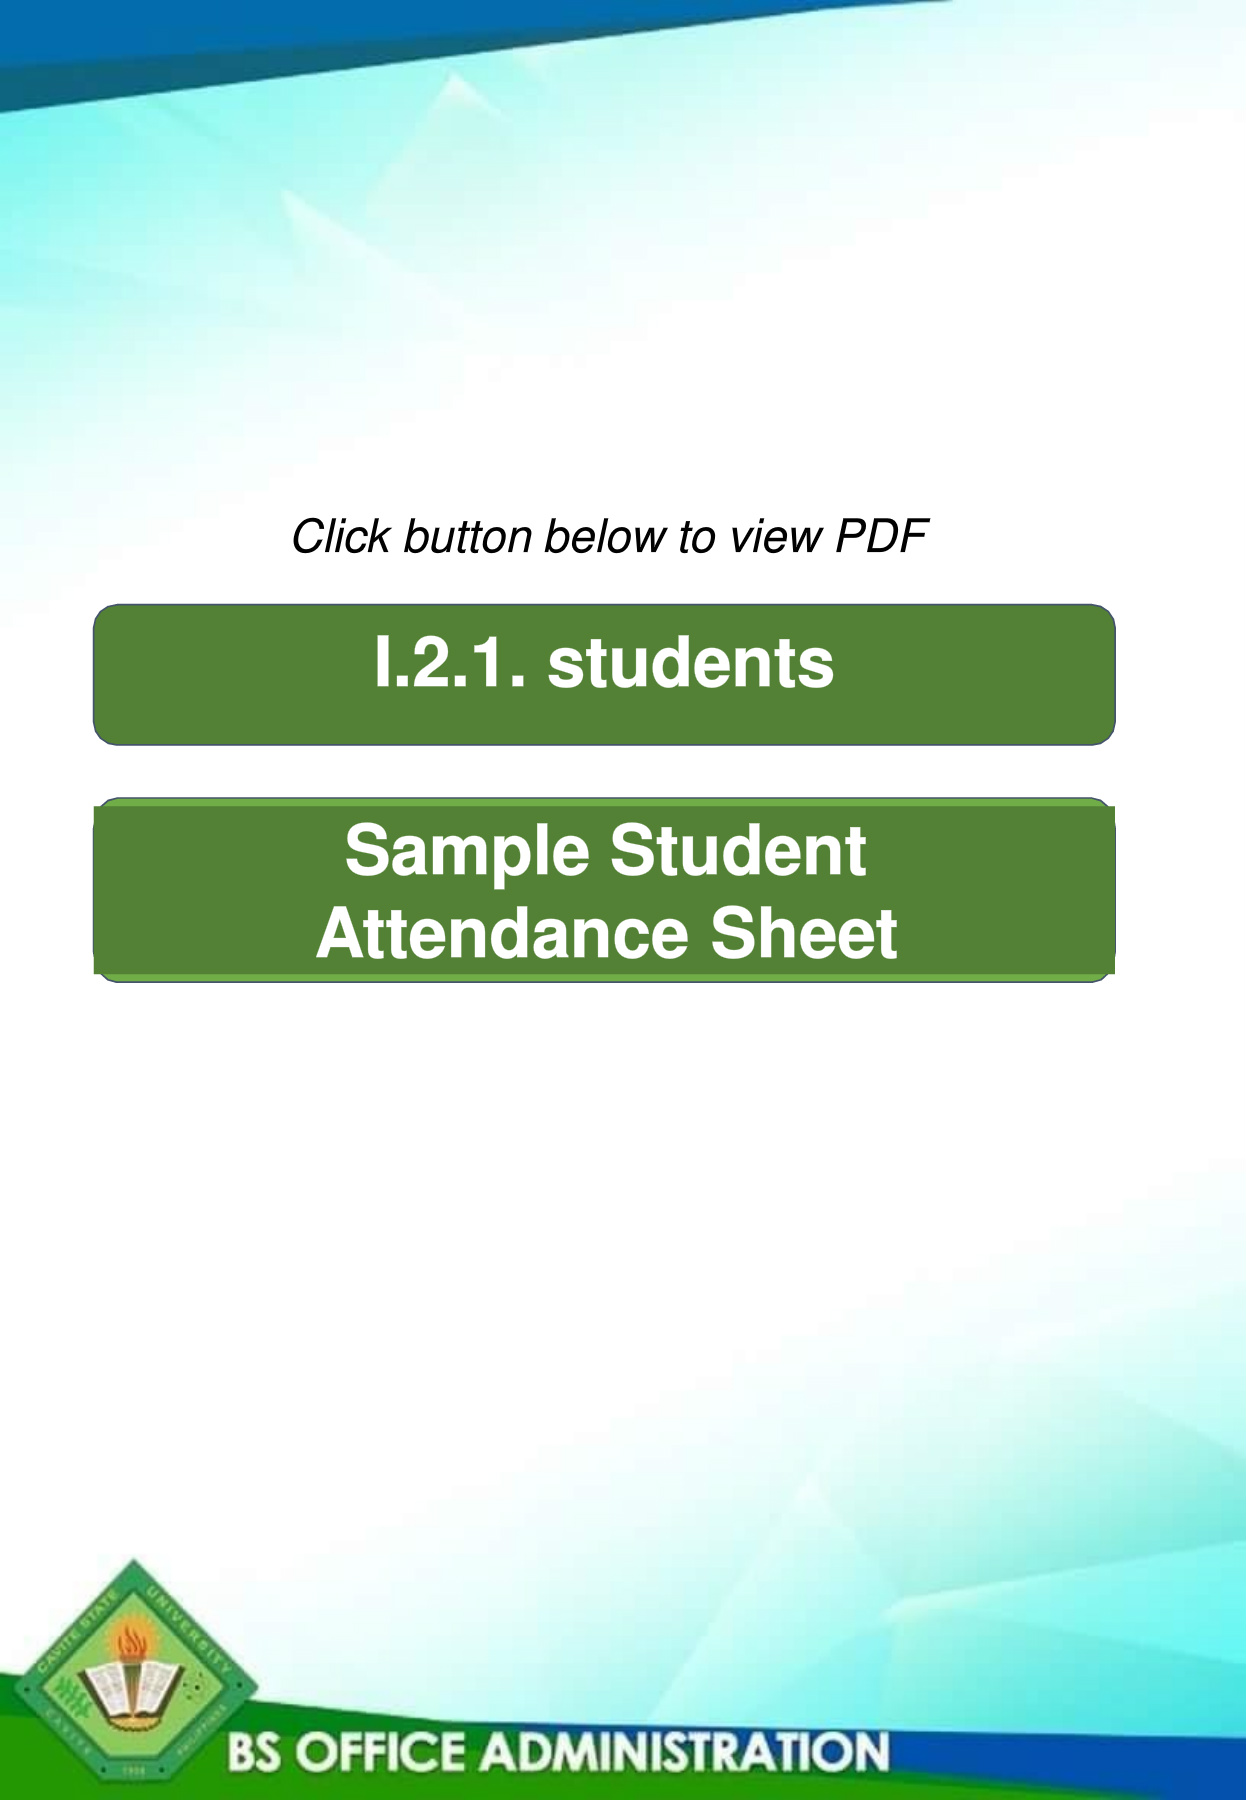 Click button below to view PDF
I.2.1. students
Sample Student
Attendance Sheet
CAVITE STATE UNIVERSITY
CAVITE
PHILIPPINES
1906
BS OFFICE ADMINISTRATION